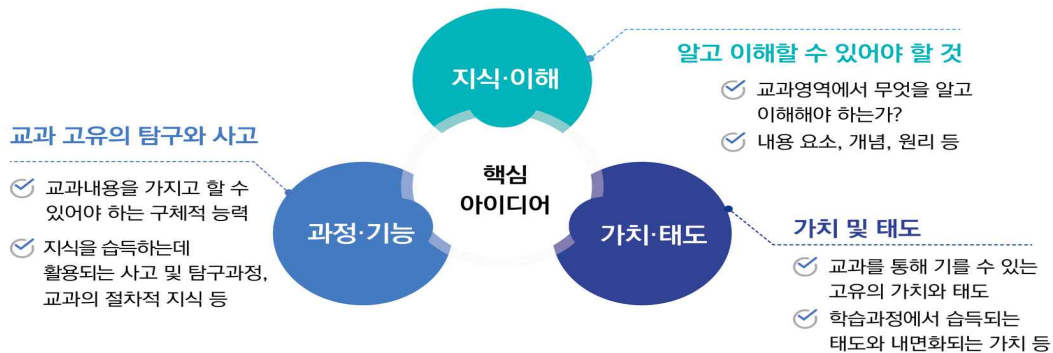 지식·이해
알고 이해할 수 있어야 할 것
교과영역에서 무엇을 알고
이해해야 하는가?
내용 요소, 개념, 원리 등
교과 고유의 탐구와 사고
교과내용을 가지고 할 수
있어야 하는 구체적 능력
지식을 습득하는데
활용되는 사고 및 탐구과정,
교과의 절차적 지식 등
핵심
아이디어
과정·기능
가치·태도
가치 및 태도
교과를 통해 기를 수 있는
고유의 가치와 태도
학습과정에서 습득되는
태도와 내면화되는 가치 등